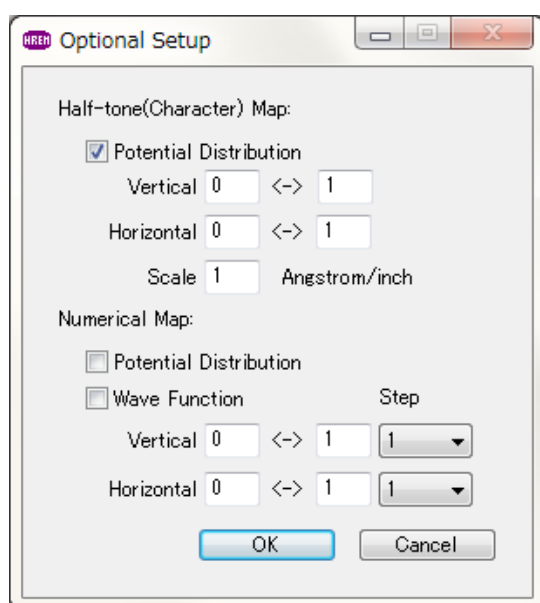 HREM Optional Setup
Half-tone(Character) Map:
Potential Distribution
Vertical 0 <-> 1
Horizontal 0 <-> 1
Scale 1 Angstrom/inch
Numerical Map:
Potential Distribution
Wave Function Step
Vertical 0 <-> 1 1
Horizontal 0 <-> 1 1
OK Cancel